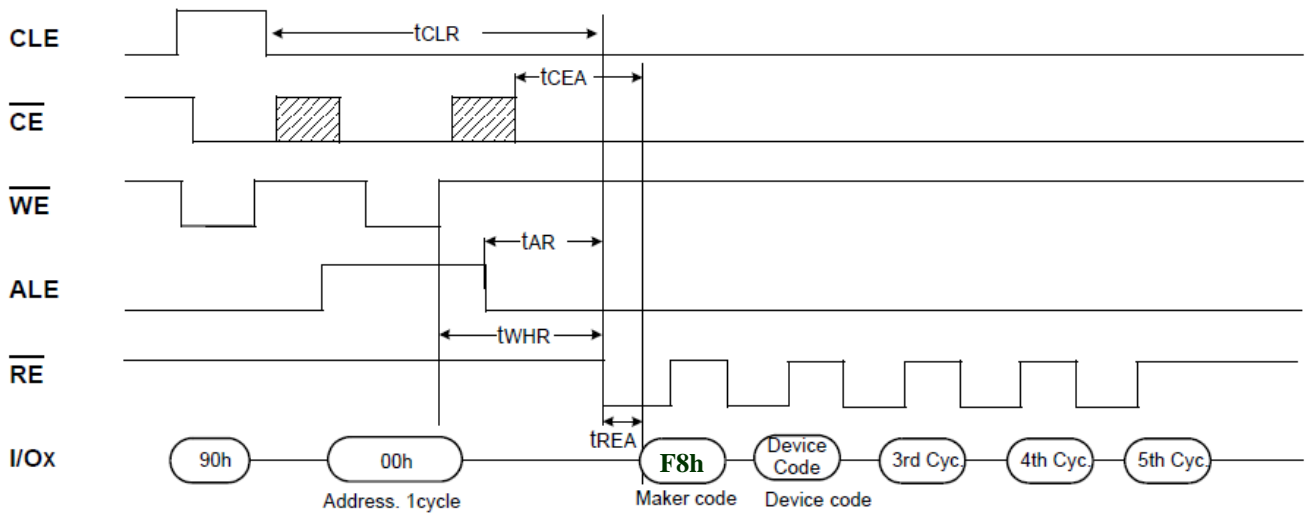 CLE
tCLR
tCEA
CE
WE
tAR
ALE
tWHR
RE
tREA
I/Ox
90h
00h
F8h
Device
Code
3rd Cyc.
4th Cyc.
5th Cyc.
Address. 1cycle
Maker code
Device code